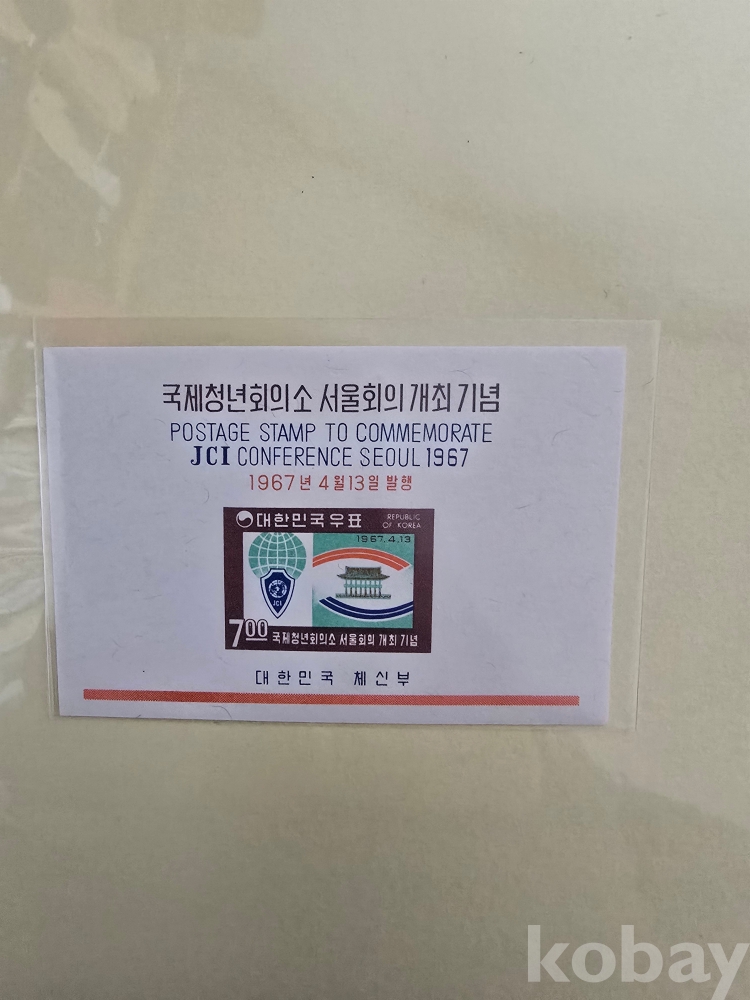 국제청년회의소 서울회의 개최 기념
POSTAGE STAMP TO COMMEMORATE
JCI CONFERENCE SEOUL 1967
1967년 4월 13일 발행
대한민국우표
REPUBLIC
OF KOREA
1967.4.13
JCI
7.00
국제청년회의소 서울회의 개최 기념
대한민국 체신부
kobay